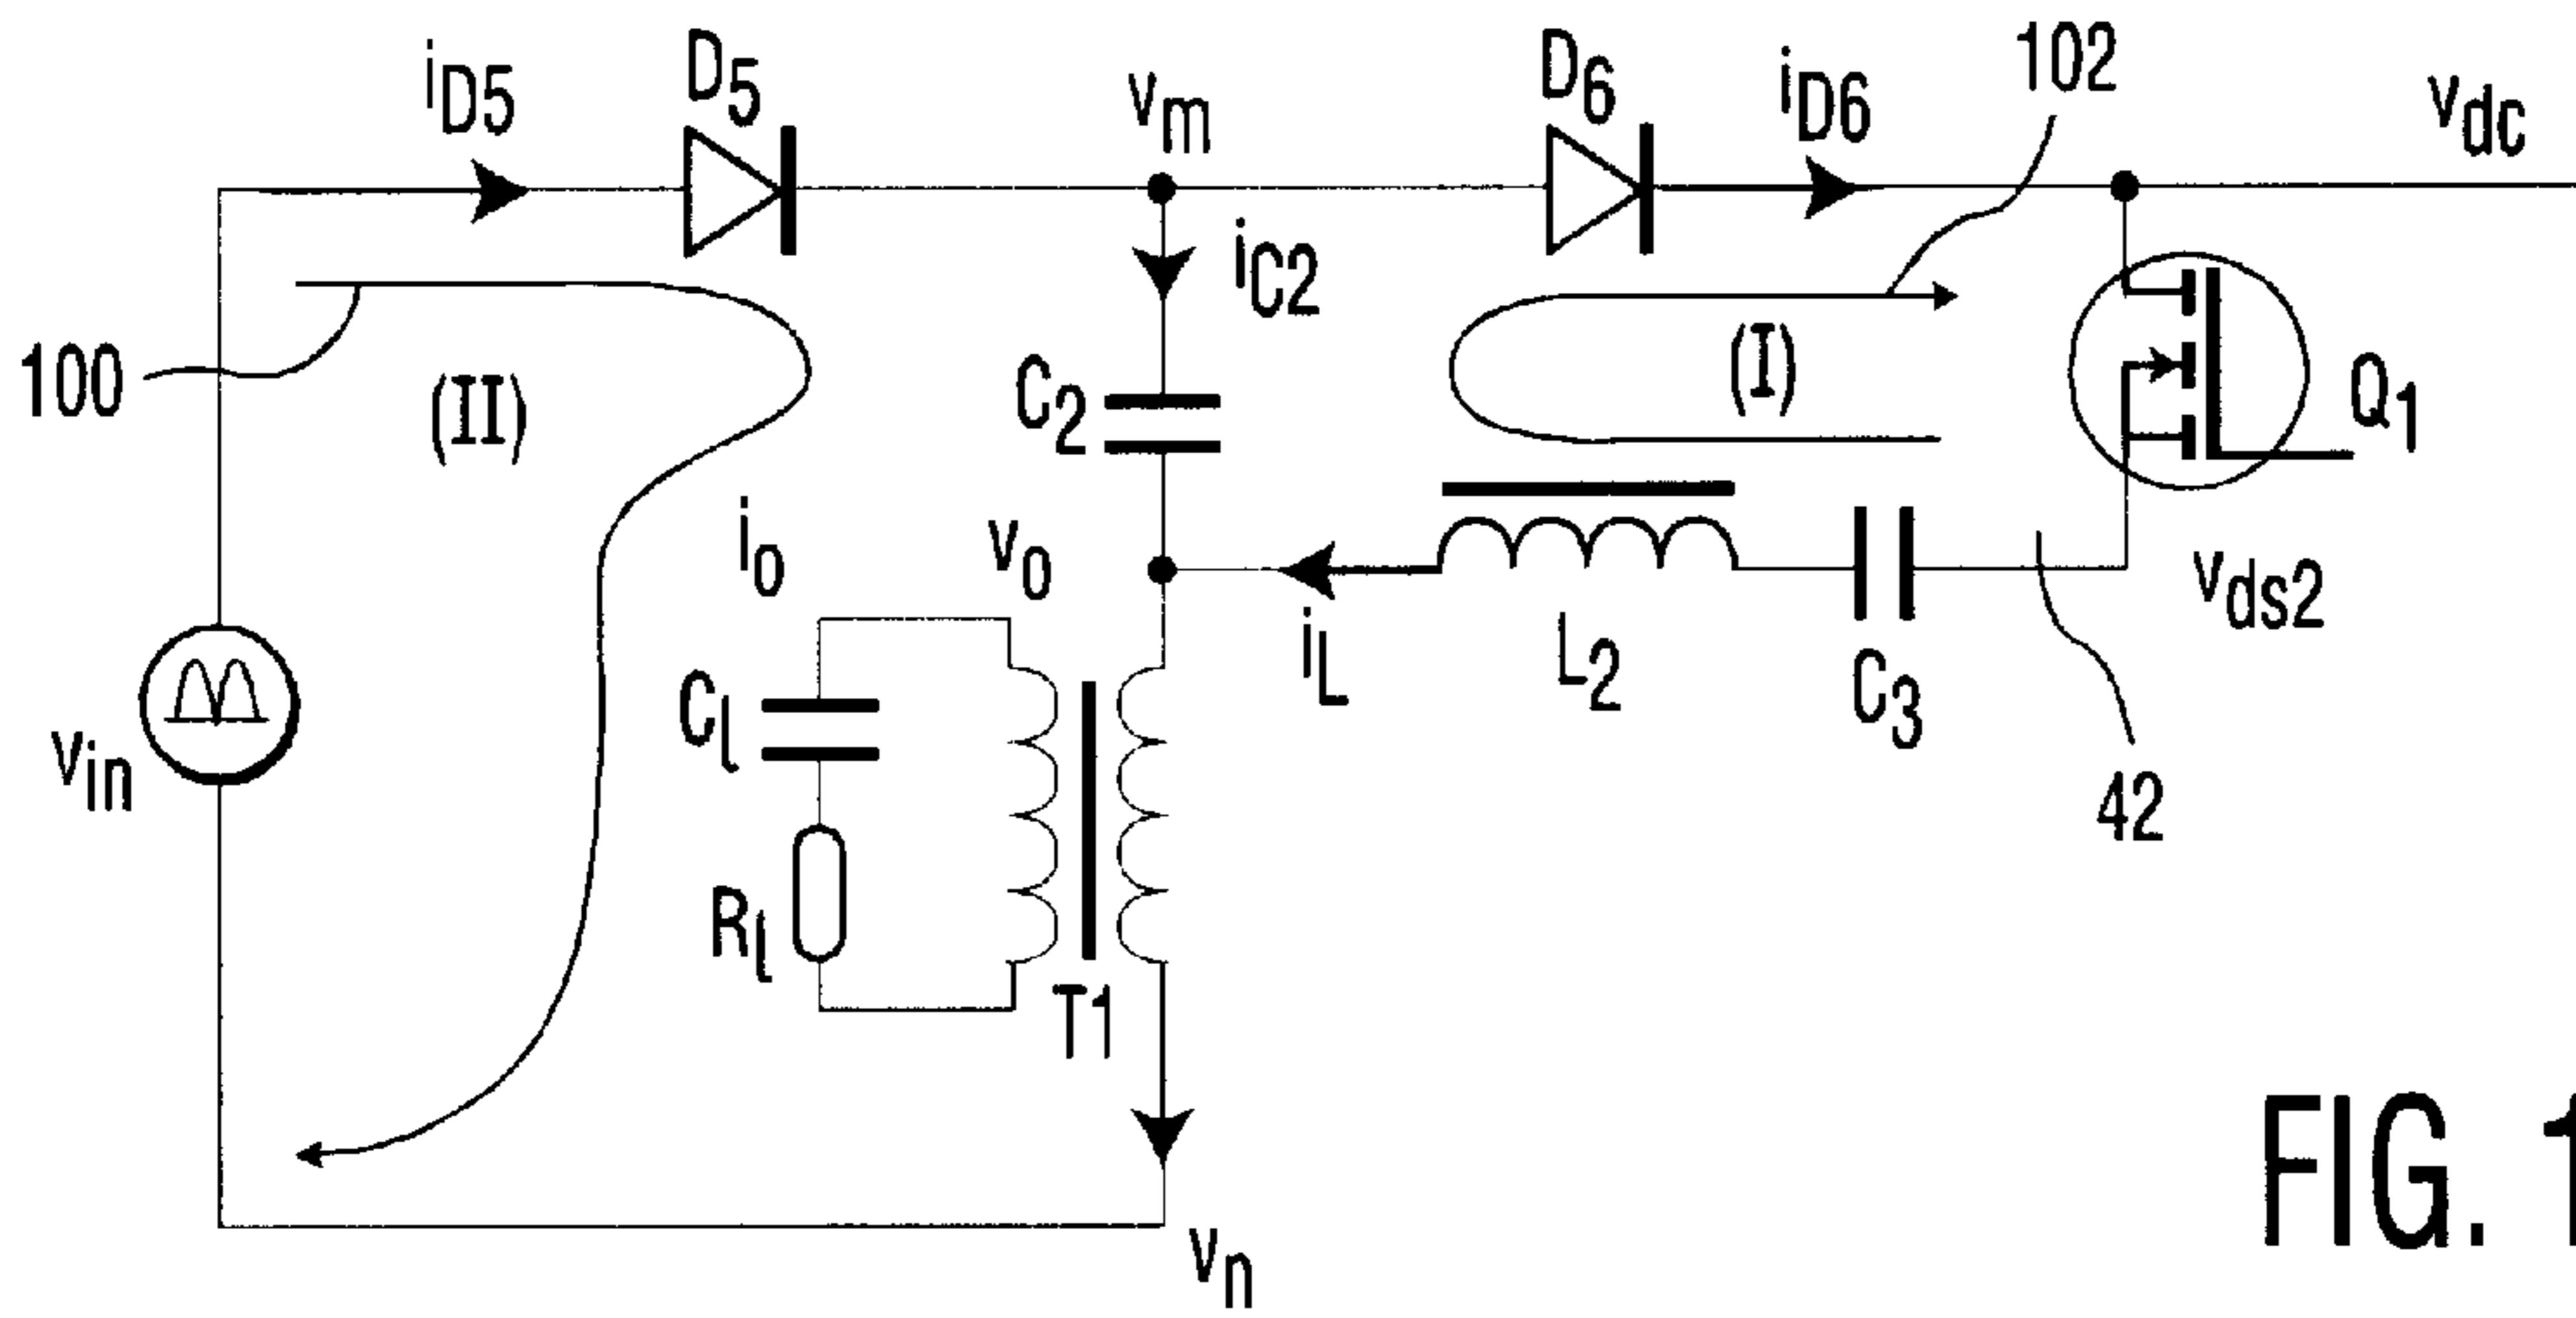 iD5
D5
vm
D6
iD6
102
vdc
iC2
100
(II)
C2
(I)
Q1
io
vo
iL
L2
C3
vds2
42
Cl
vin
Rl
T1
vn
FIG. 1